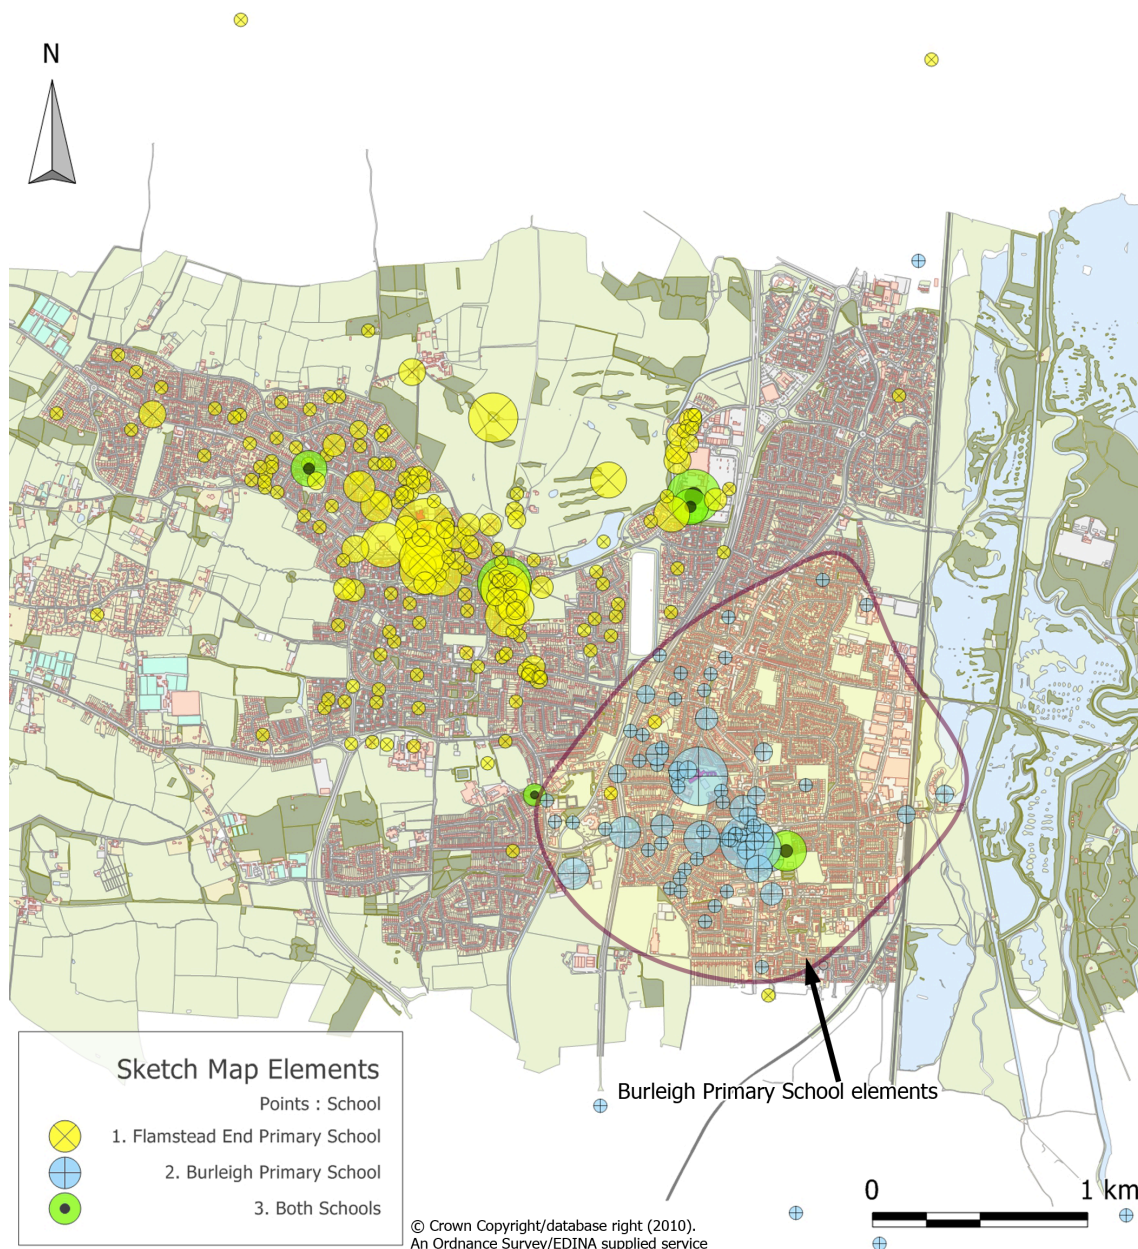 N
Sketch Map Elements
Points : School
1. Flamstead End Primary School
2. Burleigh Primary School
3. Both Schools
Burleigh Primary School elements
0 1 km
© Crown Copyright/database right (2010).
An Ordnance Survey/EDINA supplied service